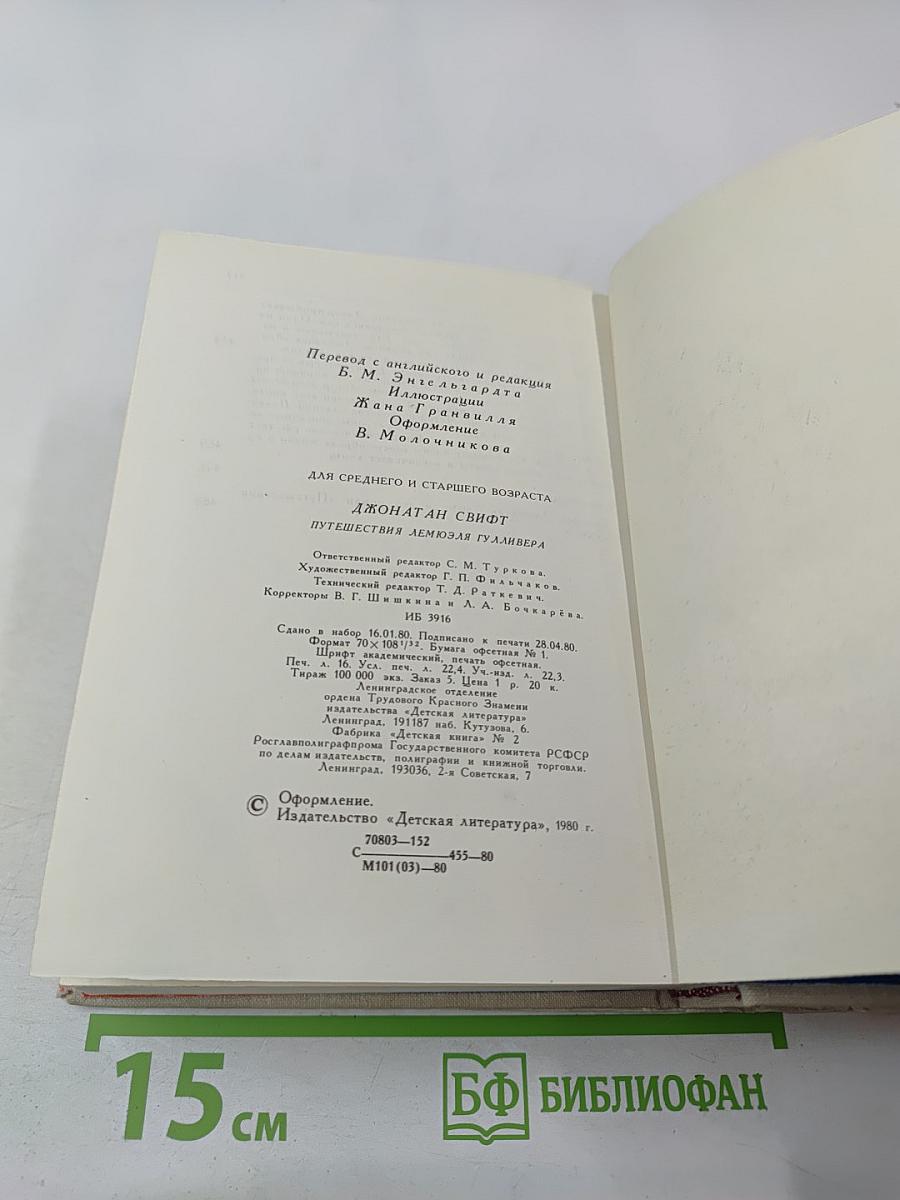 Перевод с английского и редакция
Б. М. Энгельгардта
Иллюстрации
Жана Гранвилля
Оформление
В. Молочникова
ДЛЯ СРЕДНЕГО И СТАРШЕГО ВОЗРАСТА
ДЖОНАТАН СВИФТ
ПУТЕШЕСТВИЯ ЛЕМЮЭЛЯ ГУЛЛИВЕРА
Ответственный редактор С. М. Туркова.
Художественный редактор Г. П. Фильчаков.
Технический редактор Т. Д. Раткевич.
Корректоры В. Г. Шишкина и Л. А. Бочкарёва.
ИБ 3916
Сдано в набор 16.01.80. Подписано к печати 28.04.80.
Формат 70×108¹/³². Бумага офсетная № 1.
Шрифт академический, печать офсетная.
Печ. л. 16. Усл. печ. л. 22,4. Уч.-изд. л. 22,3.
Тираж 100 000 экз. Заказ 5. Цена 1 р. 20 к.
Ленинградское отделение
ордена Трудового Красного Знамени
издательства «Детская литература»
Ленинград, 191187 наб. Кутузова, 6.
Фабрика «Детская книга» № 2
Росглавполиграфпрома Государственного комитета РСФСР
по делам издательств, полиграфии и книжной торговли.
Ленинград, 193036, 2-я Советская, 7
© Оформление.
Издательство «Детская литература», 1980 г.
70803—152
С————455—80
М101(03)—80
15 см
БФ БИБЛИОФАН